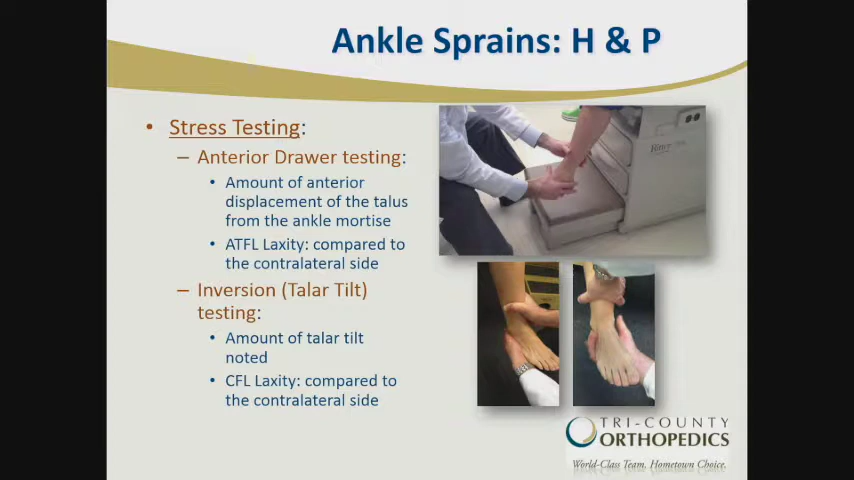 Ankle Sprains: H & P
• Stress Testing:
– Anterior Drawer testing:
• Amount of anterior
displacement of the talus
from the ankle mortise
• ATFL Laxity: compared to
the contralateral side
– Inversion (Talar Tilt)
testing:
• Amount of talar tilt
noted
• CFL Laxity: compared to
the contralateral side
TRI-COUNTY
ORTHOPEDICS
World-Class Team, Hometown Choice.